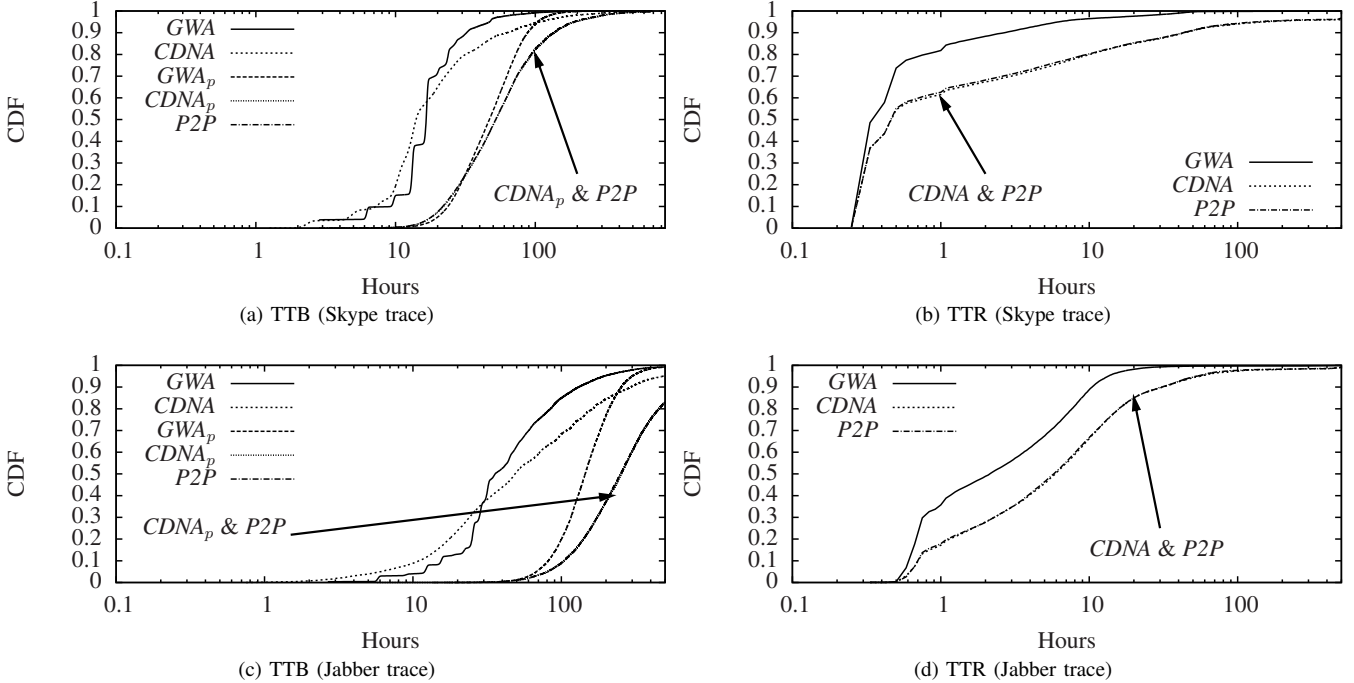 1
0.9
0.8
0.7
0.6
0.5
0.4
0.3
0.2
0.1
0
CDF
GWA
CDNA
GWAp
CDNAp
P2P
CDNAp & P2P
0.1 1 10 100
Hours
(a) TTB (Skype trace)
1
0.9
0.8
0.7
0.6
0.5
0.4
0.3
0.2
0.1
0
CDF
CDNA & P2P
GWA
CDNA
P2P
0.1 1 10 100
Hours
(b) TTR (Skype trace)
1
0.9
0.8
0.7
0.6
0.5
0.4
0.3
0.2
0.1
0
CDF
GWA
CDNA
GWAp
CDNAp
P2P
CDNAp & P2P
0.1 1 10 100
Hours
(c) TTB (Jabber trace)
1
0.9
0.8
0.7
0.6
0.5
0.4
0.3
0.2
0.1
0
CDF
GWA
CDNA
P2P
CDNA & P2P
0.1 1 10 100
Hours
(d) TTR (Jabber trace)